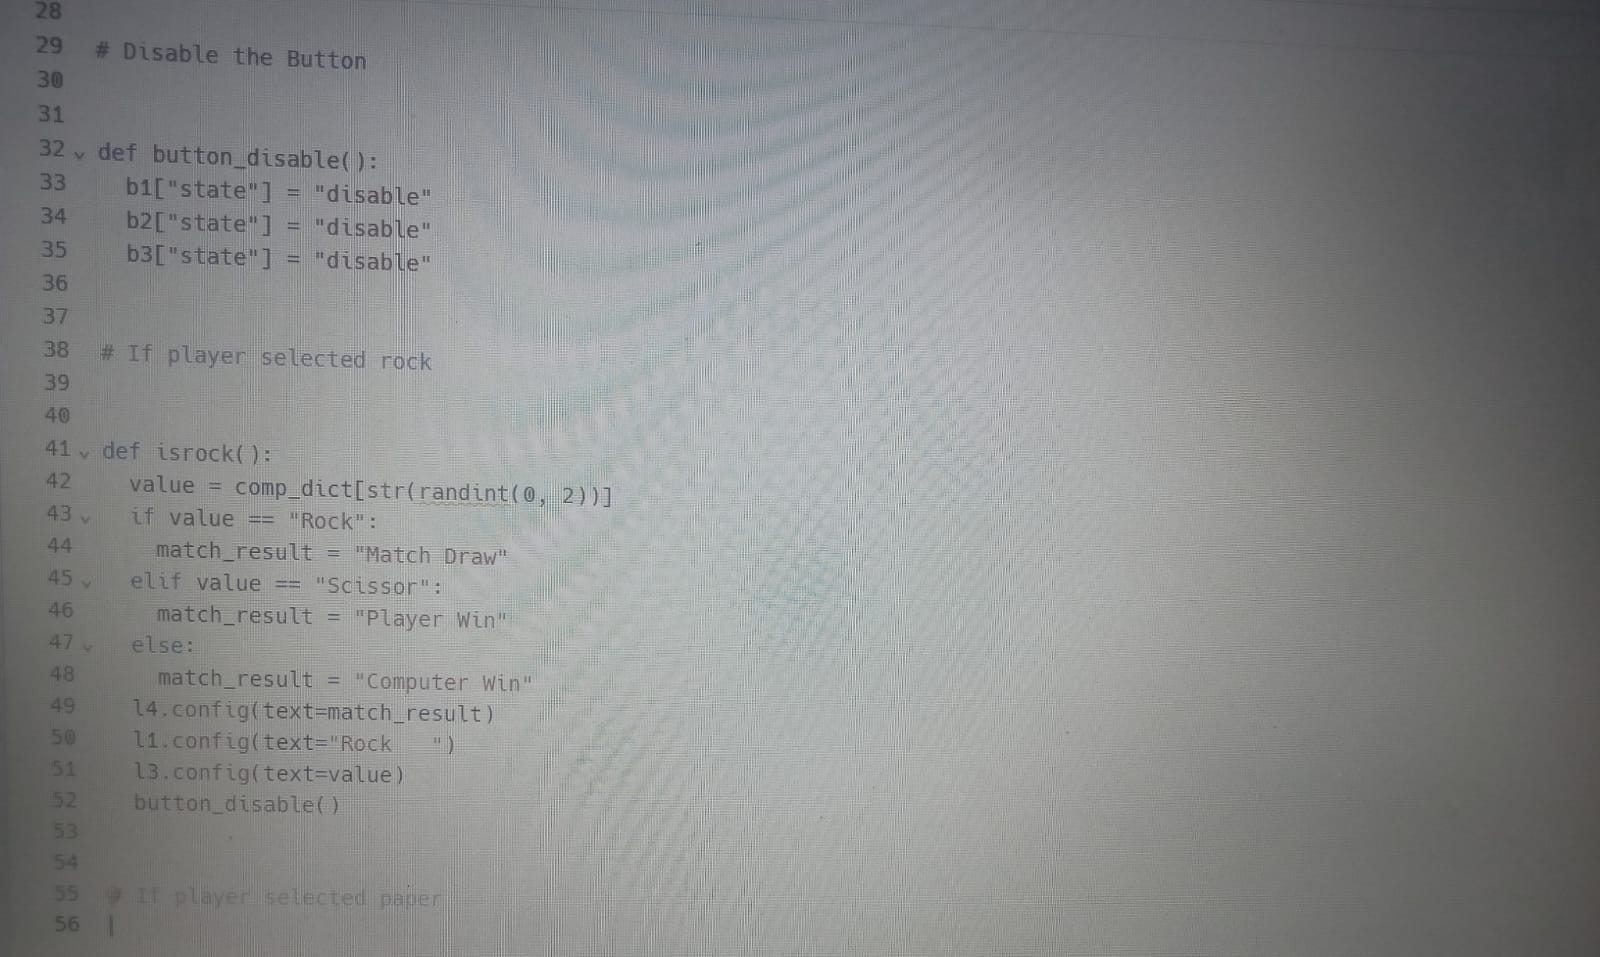 28
29 # Disable the Button
30
31
32 def button_disable():
33   b1["state"] = "disable"
34   b2["state"] = "disable"
35   b3["state"] = "disable"
36
37
38 # If player selected rock
39
40
41 def isrock():
42   value = comp_dict[str(randint(0, 2))]
43   if value == "Rock":
44     match_result = "Match Draw"
45   elif value == "Scissor":
46     match_result = "Player Win"
47   else:
48     match_result = "Computer Win"
49   l4.config(text=match_result)
50   l1.config(text="Rock   ")
51   l3.config(text=value)
52   button_disable()
53
54
55 # If player selected paper
56